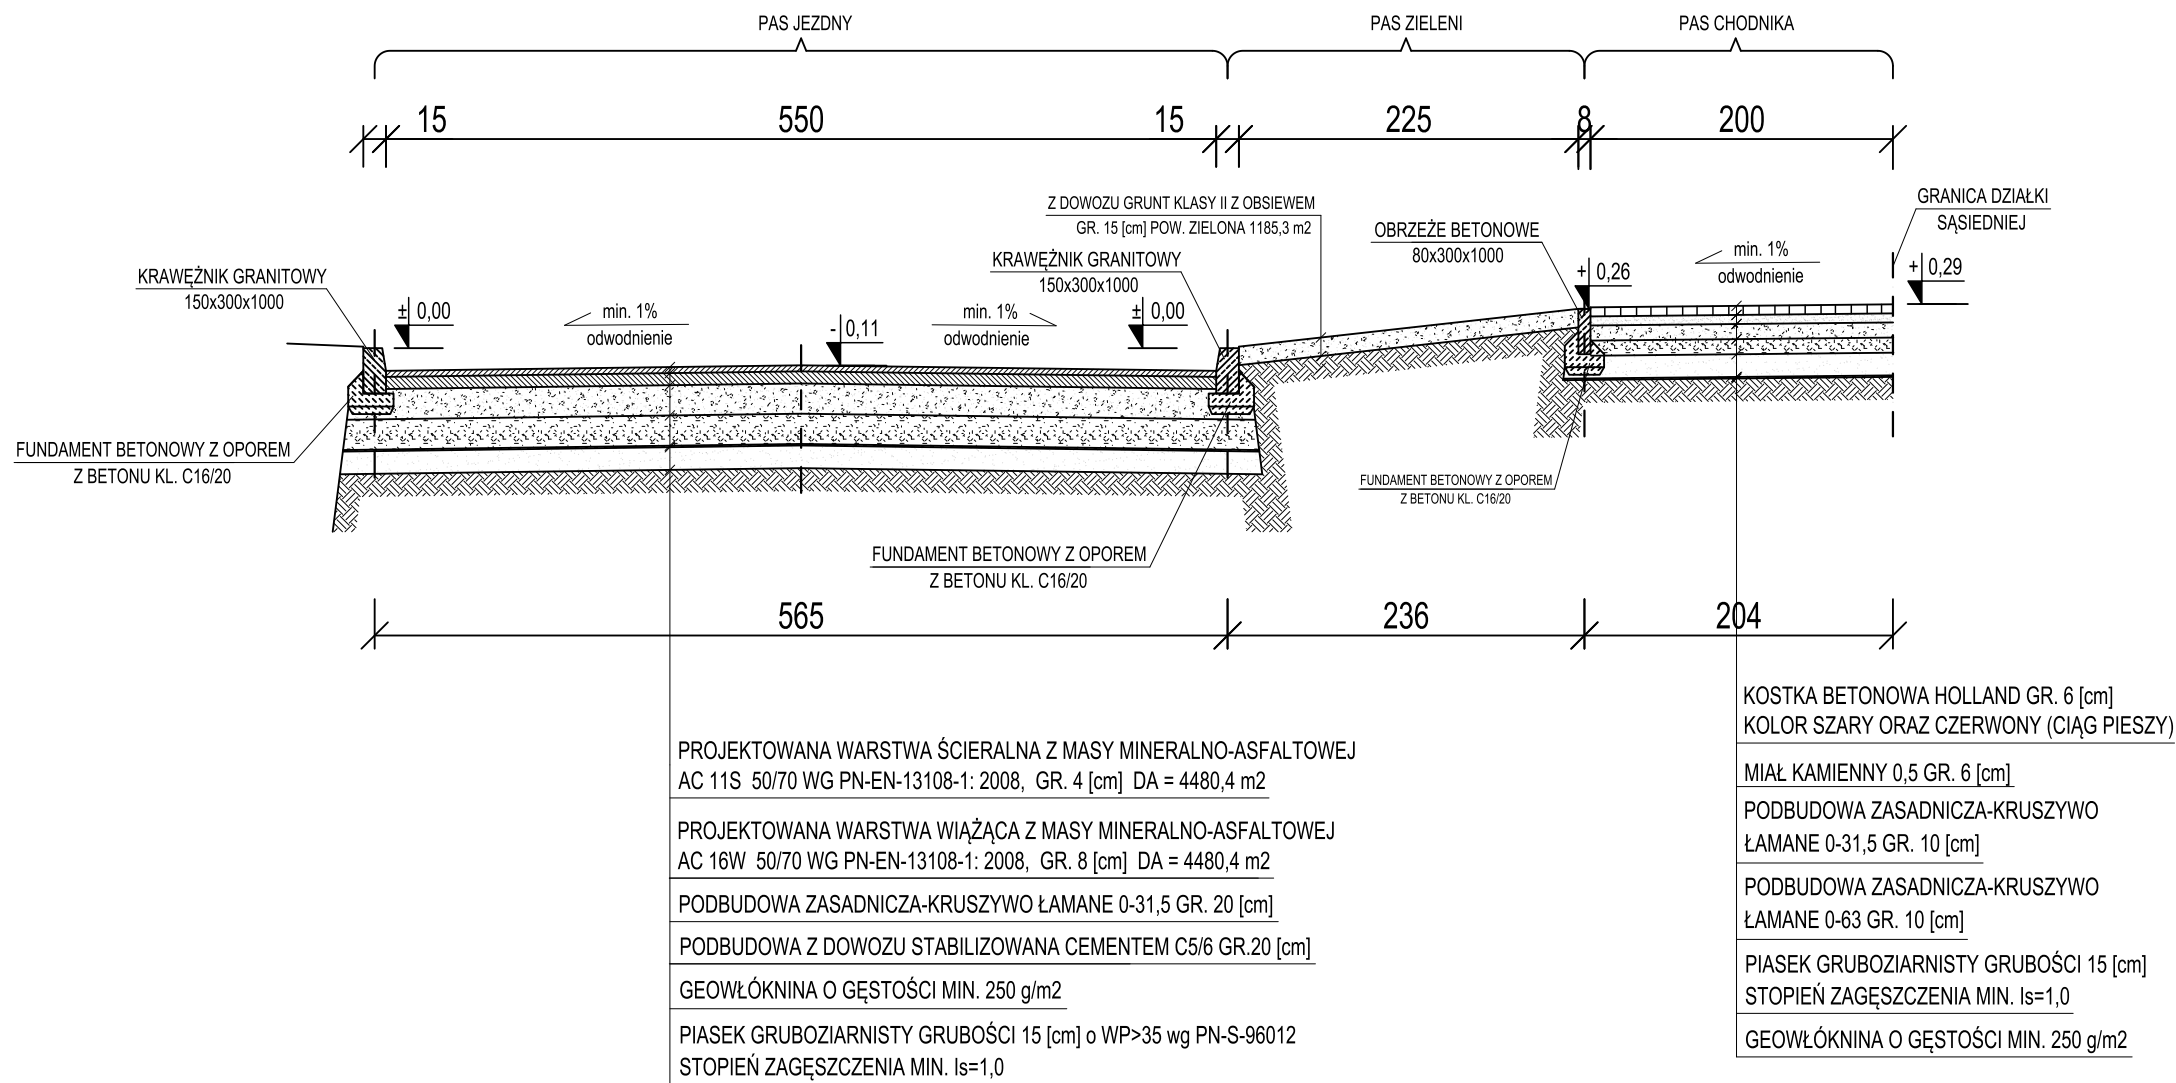 PAS JEZDNY
PAS ZIELENI
PAS CHODNIKA
15
550
15
225
8
200
Z DOWOZU GRUNT KLASY II Z OBSIEWEM
GR. 15 [cm] POW. ZIELONA 1185,3 m2
GRANICA DZIAŁKI
SĄSIEDNIEJ
OBRZEŻE BETONOWE
80x300x1000
KRAWĘŻNIK GRANITOWY
150x300x1000
KRAWĘŻNIK GRANITOWY
150x300x1000
min. 1%
odwodnienie
+ 0,26
+ 0,29
± 0,00
min. 1%
odwodnienie
- 0,11
min. 1%
odwodnienie
± 0,00
FUNDAMENT BETONOWY Z OPOREM
Z BETONU KL. C16/20
FUNDAMENT BETONOWY Z OPOREM
Z BETONU KL. C16/20
FUNDAMENT BETONOWY Z OPOREM
Z BETONU KL. C16/20
565
236
204
PROJEKTOWANA WARSTWA ŚCIERALNA Z MASY MINERALNO-ASFALTOWEJ
AC 11S 50/70 WG PN-EN-13108-1: 2008, GR. 4 [cm] DA = 4480,4 m2
PROJEKTOWANA WARSTWA WIĄŻĄCA Z MASY MINERALNO-ASFALTOWEJ
AC 16W 50/70 WG PN-EN-13108-1: 2008, GR. 8 [cm] DA = 4480,4 m2
PODBUDOWA ZASADNICZA-KRUSZYWO ŁAMANE 0-31,5 GR. 20 [cm]
PODBUDOWA Z DOWOZU STABILIZOWANA CEMENTEM C5/6 GR.20 [cm]
GEOWŁÓKNINA O GĘSTOŚCI MIN. 250 g/m2
PIASEK GRUBOZIARNISTY GRUBOŚCI 15 [cm] o WP>35 wg PN-S-96012
STOPIEŃ ZAGĘSZCZENIA MIN. Is=1,0
KOSTKA BETONOWA HOLLAND GR. 6 [cm]
KOLOR SZARY ORAZ CZERWONY (CIĄG PIESZY)
MIAŁ KAMIENNY 0,5 GR. 6 [cm]
PODBUDOWA ZASADNICZA-KRUSZYWO
ŁAMANE 0-31,5 GR. 10 [cm]
PODBUDOWA ZASADNICZA-KRUSZYWO
ŁAMANE 0-63 GR. 10 [cm]
PIASEK GRUBOZIARNISTY GRUBOŚCI 15 [cm]
STOPIEŃ ZAGĘSZCZENIA MIN. Is=1,0
GEOWŁÓKNINA O GĘSTOŚCI MIN. 250 g/m2